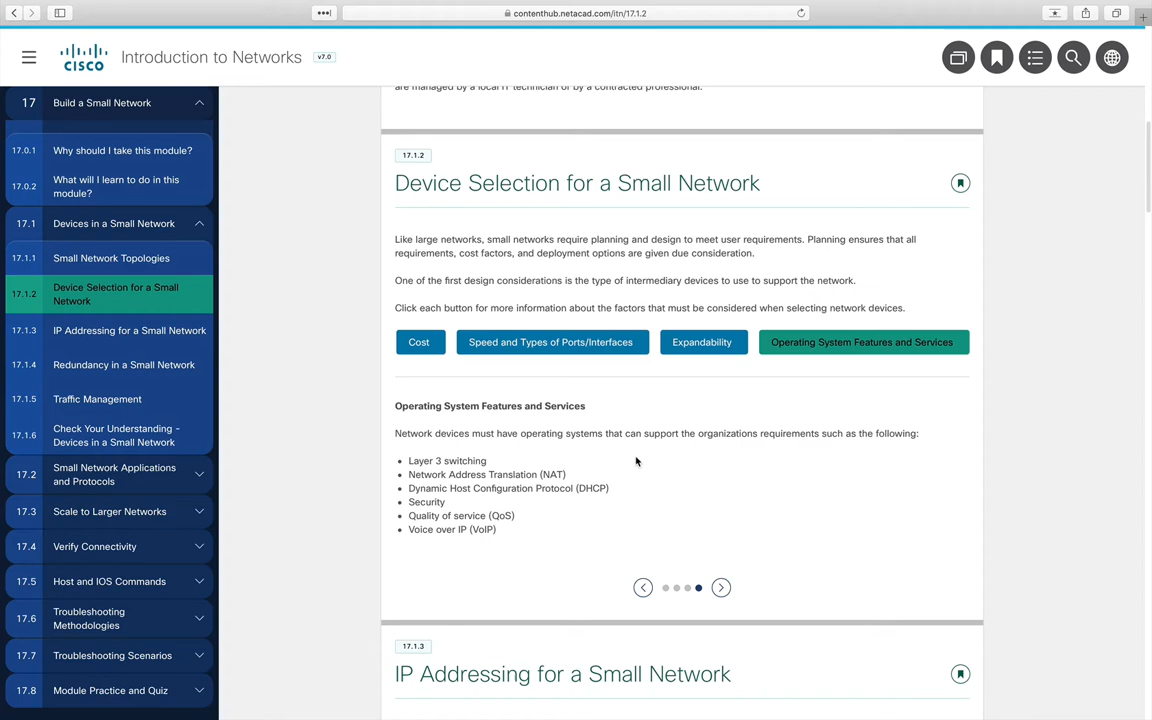 contenthub.netacad.com/itn/17.1.2
CISCO
Introduction to Networks
v7.0
17 Build a Small Network
17.0.1 Why should I take this module?
17.0.2 What will I learn to do in this
module?
17.1 Devices in a Small Network
17.1.1 Small Network Topologies
17.1.2 Device Selection for a Small
Network
17.1.3 IP Addressing for a Small Network
17.1.4 Redundancy in a Small Network
17.1.5 Traffic Management
17.1.6 Check Your Understanding -
Devices in a Small Network
17.2 Small Network Applications
and Protocols
17.3 Scale to Larger Networks
17.4 Verify Connectivity
17.5 Host and IOS Commands
17.6 Troubleshooting
Methodologies
17.7 Troubleshooting Scenarios
17.8 Module Practice and Quiz
are managed by a local IT technician or by a contracted professional.
17.1.2
Device Selection for a Small Network
Like large networks, small networks require planning and design to meet user requirements. Planning ensures that all
requirements, cost factors, and deployment options are given due consideration.
One of the first design considerations is the type of intermediary devices to use to support the network.
Click each button for more information about the factors that must be considered when selecting network devices.
Cost
Speed and Types of Ports/Interfaces
Expandability
Operating System Features and Services
Operating System Features and Services
Network devices must have operating systems that can support the organizations requirements such as the following:
• Layer 3 switching
• Network Address Translation (NAT)
• Dynamic Host Configuration Protocol (DHCP)
• Security
• Quality of service (QoS)
• Voice over IP (VoIP)
17.1.3
IP Addressing for a Small Network